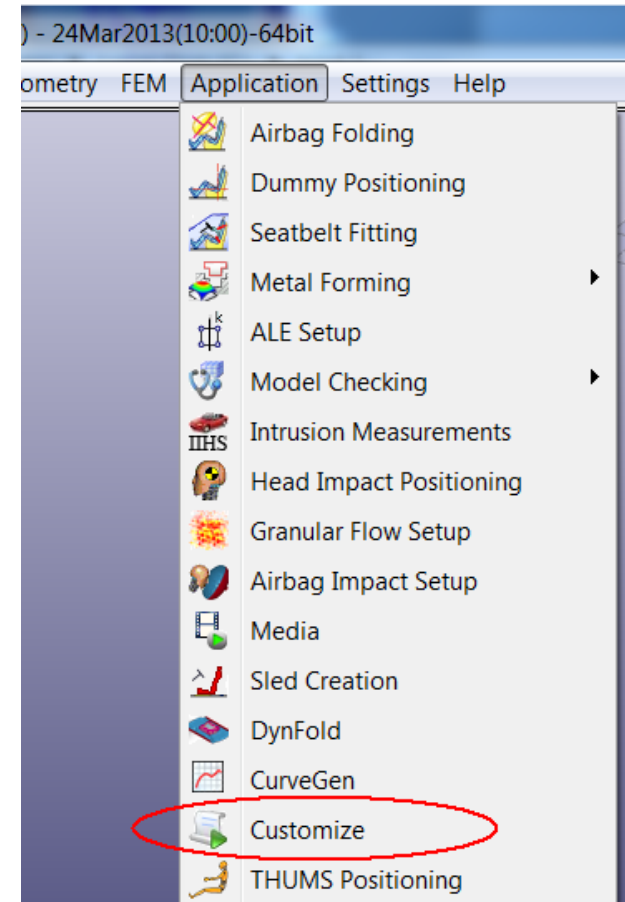 ) - 24Mar2013(10:00)-64bit
ometry FEM Application Settings Help
Airbag Folding
Dummy Positioning
Seatbelt Fitting
Metal Forming
k
ALE Setup
Model Checking
IIHS
Intrusion Measurements
Head Impact Positioning
Granular Flow Setup
Airbag Impact Setup
Media
Sled Creation
DynFold
CurveGen
Customize
THUMS Positioning